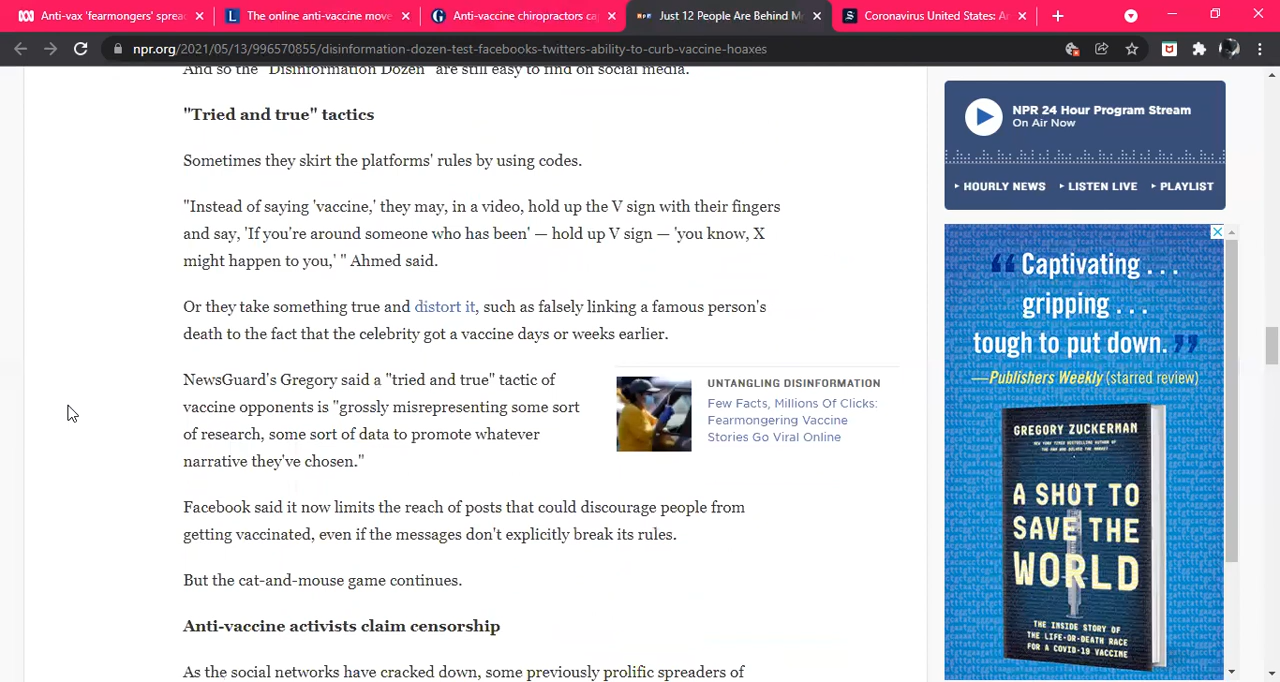 Anti-vax 'fearmongers' sprea
The online anti-vaccine move
Anti-vaccine chiropractors ca
Just 12 People Are Behind M
Coronavirus United States: A
npr.org/2021/05/13/996570855/disinformation-dozen-test-facebooks-twitters-ability-to-curb-vaccine-hoaxes
And so the "Disinformation Dozen" are still easy to find on social media.
"Tried and true" tactics
Sometimes they skirt the platforms' rules by using codes.
"Instead of saying 'vaccine,' they may, in a video, hold up the V sign with their fingers
and say, 'If you're around someone who has been' — hold up V sign — 'you know, X
might happen to you,' " Ahmed said.
Or they take something true and distort it, such as falsely linking a famous person's
death to the fact that the celebrity got a vaccine days or weeks earlier.
NewsGuard's Gregory said a "tried and true" tactic of
vaccine opponents is "grossly misrepresenting some sort
of research, some sort of data to promote whatever
narrative they've chosen."
UNTANGLING DISINFORMATION
Few Facts, Millions Of Clicks:
Fearmongering Vaccine
Stories Go Viral Online
Facebook said it now limits the reach of posts that could discourage people from
getting vaccinated, even if the messages don't explicitly break its rules.
But the cat-and-mouse game continues.
Anti-vaccine activists claim censorship
As the social networks have cracked down, some previously prolific spreaders of
NPR 24 Hour Program Stream
On Air Now
HOURLY NEWS
LISTEN LIVE
PLAYLIST
"Captivating . . .
gripping . . .
tough to put down."
—Publishers Weekly (starred review)
GREGORY ZUCKERMAN
A SHOT TO
SAVE THE
WORLD
THE INSIDE STORY OF
THE LIFE-OR-DEATH RACE
FOR A COVID-19 VACCINE